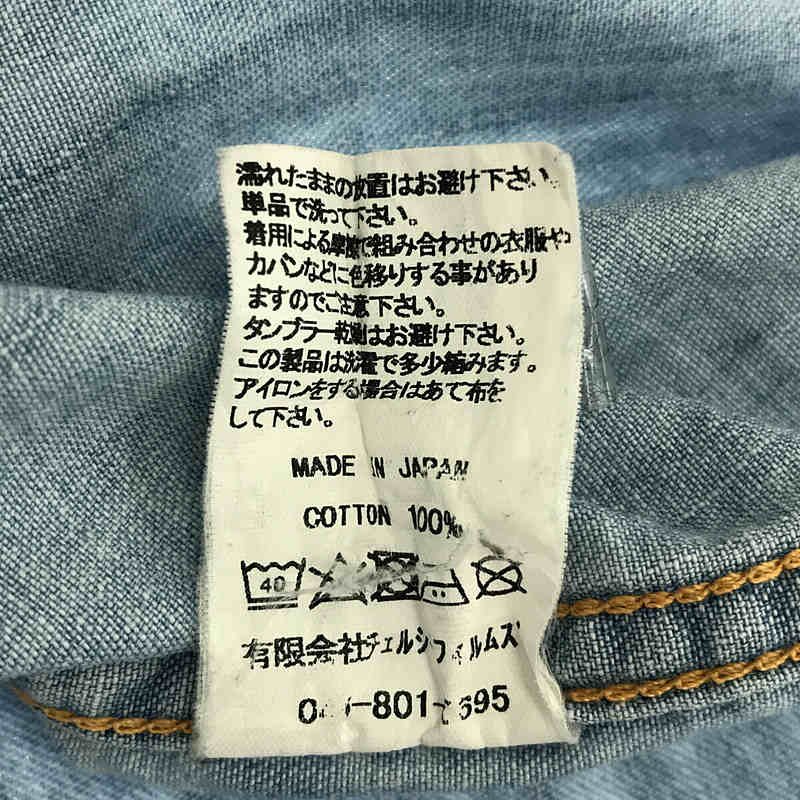 濡れたままの放置はお避け下さい。
単品で洗って下さい。
着用による摩擦で組み合わせの衣服や
カバンなどに色移りする事があり
ますのでご注意下さい。
タンブラー乾燥はお避け下さい。
この製品は洗濯で多少縮みます。
アイロンをする場合はあて布を
して下さい。
MADE IN JAPAN
COTTON 100%
40
有限会社チェルシフィルムズ